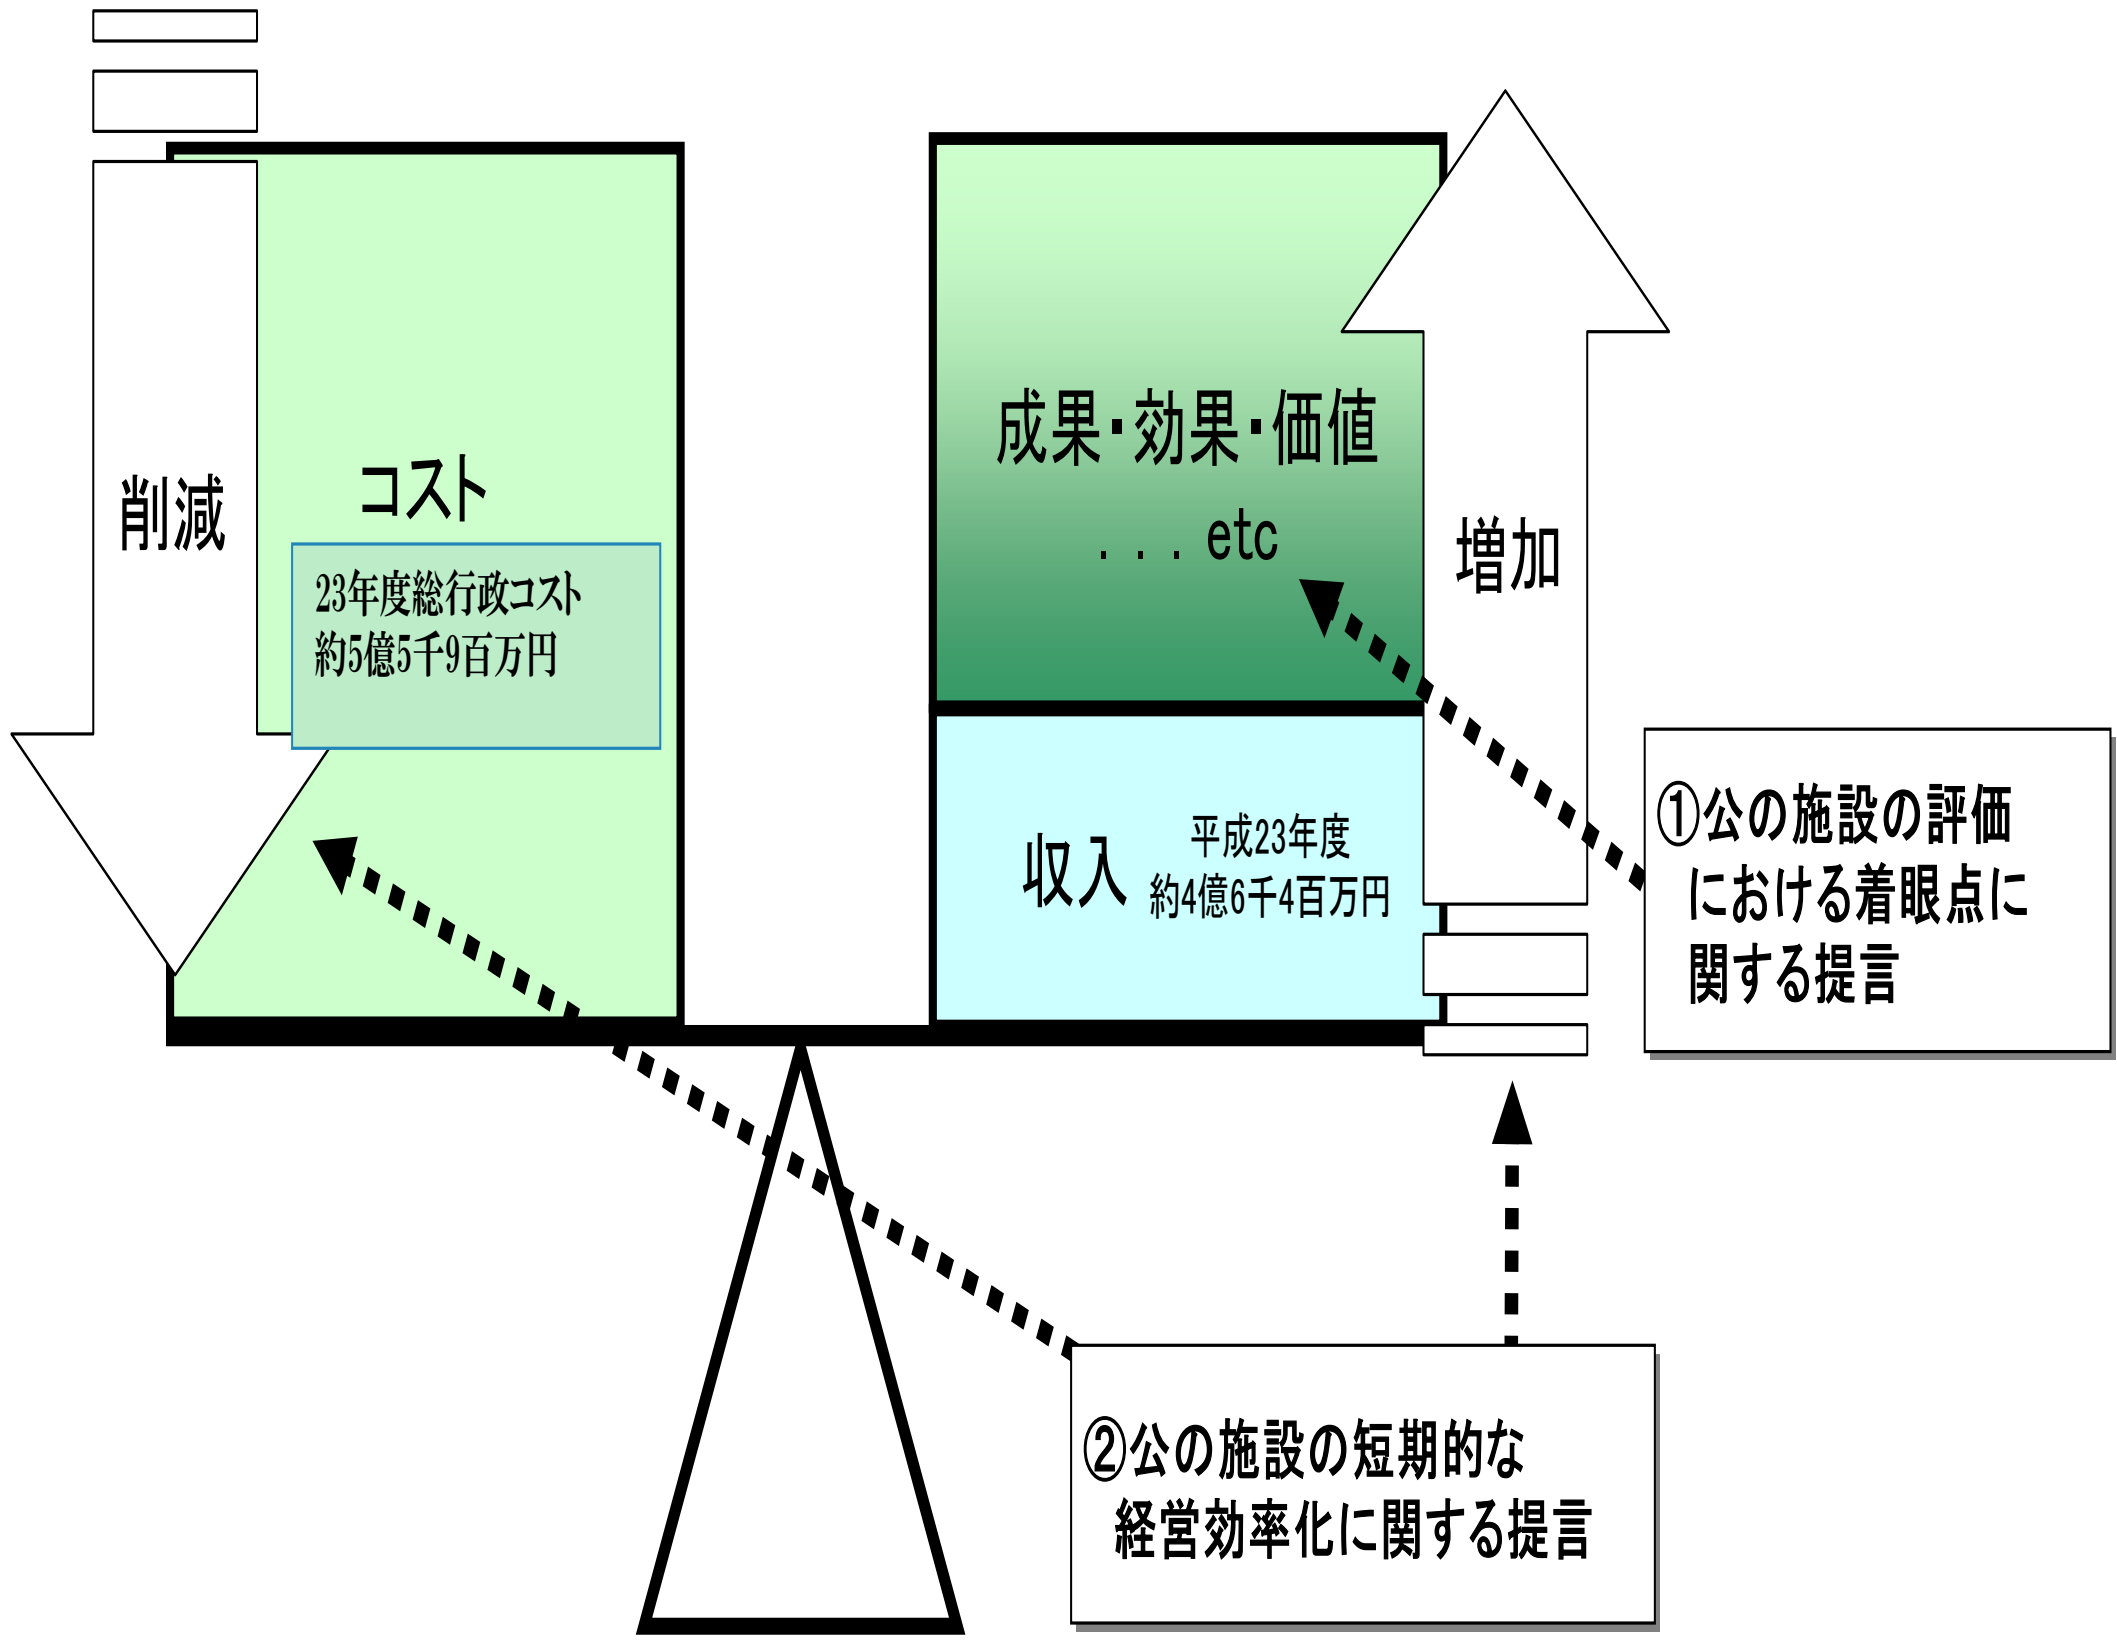 削減
コスト
23年度総行政コスト
約5億5千9百万円
成果・効果・価値
...etc
増加
収入
平成23年度
約4億6千4百万円
①公の施設の評価
における着眼点に
関する提言
②公の施設の短期的な
経営効率化に関する提言